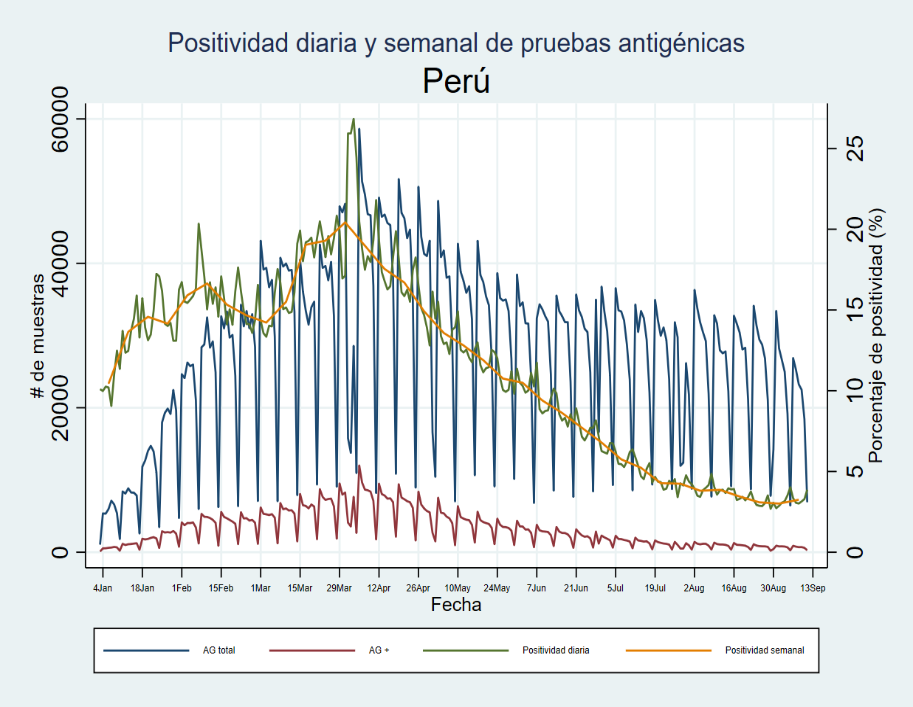 Positividad diaria y semanal de pruebas antigénicas
Perú
# de muestras
60000
40000
20000
0
25
20
15
10
5
0
Porcentaje de positividad (%)
4Jan 18Jan 1Feb 15Feb 1Mar 15Mar 29Mar 12Apr 26Apr 10May 24May 7Jun 21Jun 5Jul 19Jul 2Aug 16Aug 30Aug 13Sep
Fecha
AG total AG + Positividad diaria Positividad semanal